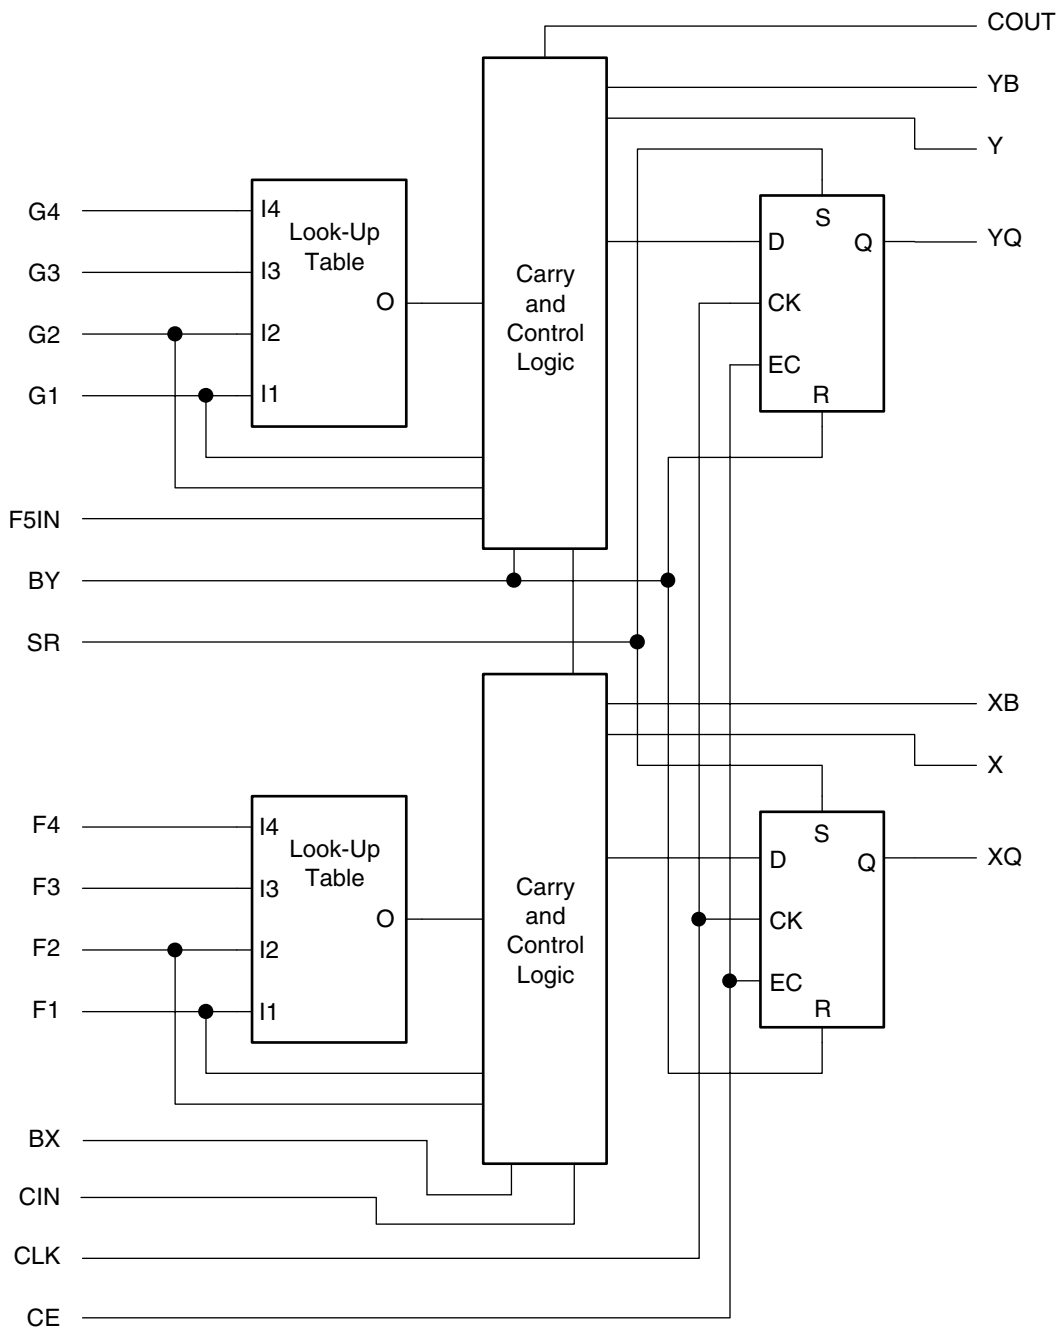 COUT
YB
Y
G4
G3
G2
G1
I4
I3
I2
I1
Look-Up
Table
O
Carry
and
Control
Logic
S
D
Q
CK
EC
R
YQ
F5IN
BY
SR
XB
X
F4
F3
F2
F1
I4
I3
I2
I1
Look-Up
Table
O
Carry
and
Control
Logic
S
D
Q
CK
EC
R
XQ
BX
CIN
CLK
CE